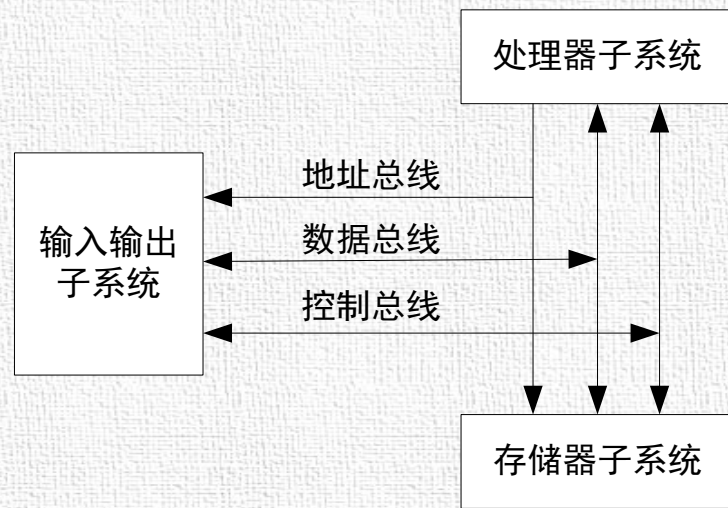 处理器子系统
地址总线
输入输出
子系统
数据总线
控制总线
存储器子系统